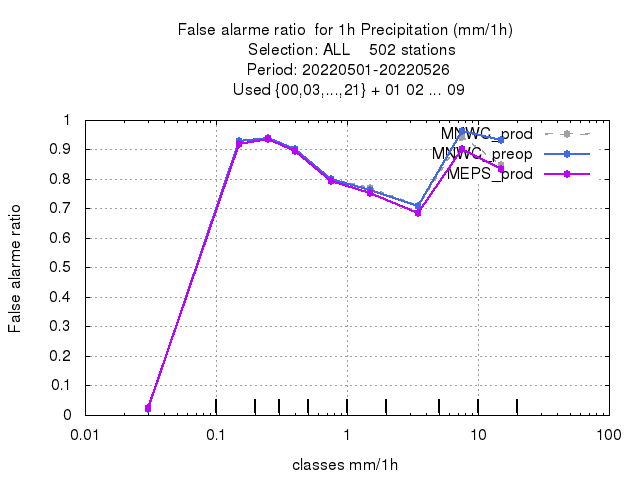 False alarme ratio  for 1h Precipitation (mm/1h)
Selection: ALL    502 stations
Period: 20220501-20220526
Used {00,03,...,21} + 01 02 ... 09
MNWC_prod
MNWC_preop
MEPS_prod
1
0.9
0.8
0.7
0.6
0.5
0.4
0.3
0.2
0.1
0
False alarme ratio
0.01 0.1 1 10 100
classes mm/1h